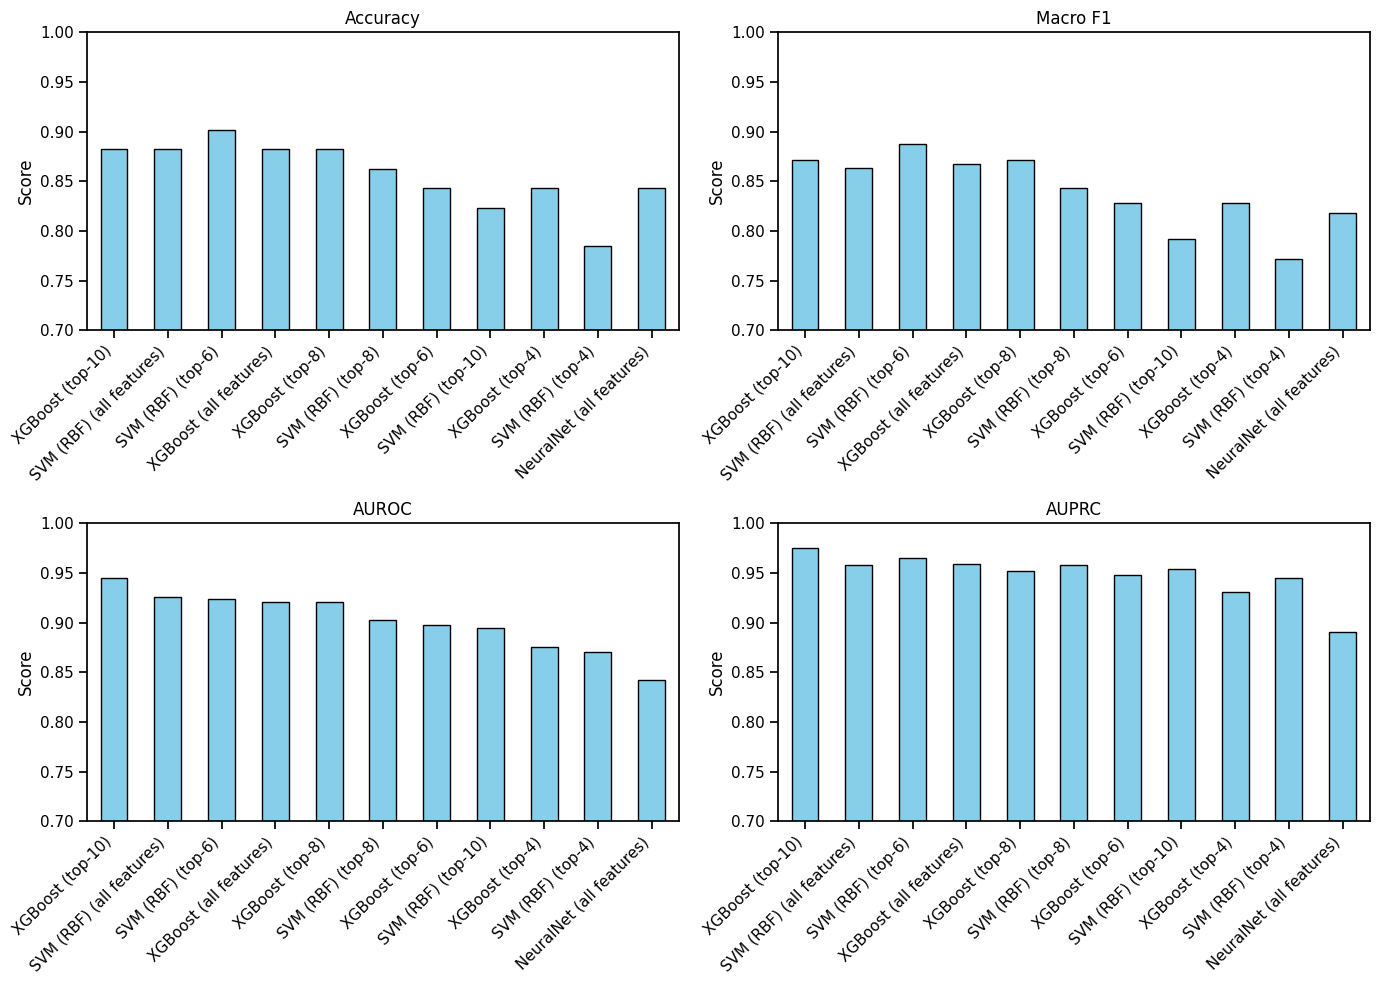 Accuracy
1.00
0.95
0.90
0.85
0.80
0.75
0.70
Score
XGBoost (top-10)
SVM (RBF) (all features)
SVM (RBF) (top-6)
XGBoost (all features)
XGBoost (top-8)
SVM (RBF) (top-8)
XGBoost (top-6)
SVM (RBF) (top-10)
XGBoost (top-4)
SVM (RBF) (top-4)
NeuralNet (all features)
Macro F1
1.00
0.95
0.90
0.85
0.80
0.75
0.70
Score
XGBoost (top-10)
SVM (RBF) (all features)
SVM (RBF) (top-6)
XGBoost (all features)
XGBoost (top-8)
SVM (RBF) (top-8)
XGBoost (top-6)
SVM (RBF) (top-10)
XGBoost (top-4)
SVM (RBF) (top-4)
NeuralNet (all features)
AUROC
1.00
0.95
0.90
0.85
0.80
0.75
0.70
Score
XGBoost (top-10)
SVM (RBF) (all features)
SVM (RBF) (top-6)
XGBoost (all features)
XGBoost (top-8)
SVM (RBF) (top-8)
XGBoost (top-6)
SVM (RBF) (top-10)
XGBoost (top-4)
SVM (RBF) (top-4)
NeuralNet (all features)
AUPRC
1.00
0.95
0.90
0.85
0.80
0.75
0.70
Score
XGBoost (top-10)
SVM (RBF) (all features)
SVM (RBF) (top-6)
XGBoost (all features)
XGBoost (top-8)
SVM (RBF) (top-8)
XGBoost (top-6)
SVM (RBF) (top-10)
XGBoost (top-4)
SVM (RBF) (top-4)
NeuralNet (all features)